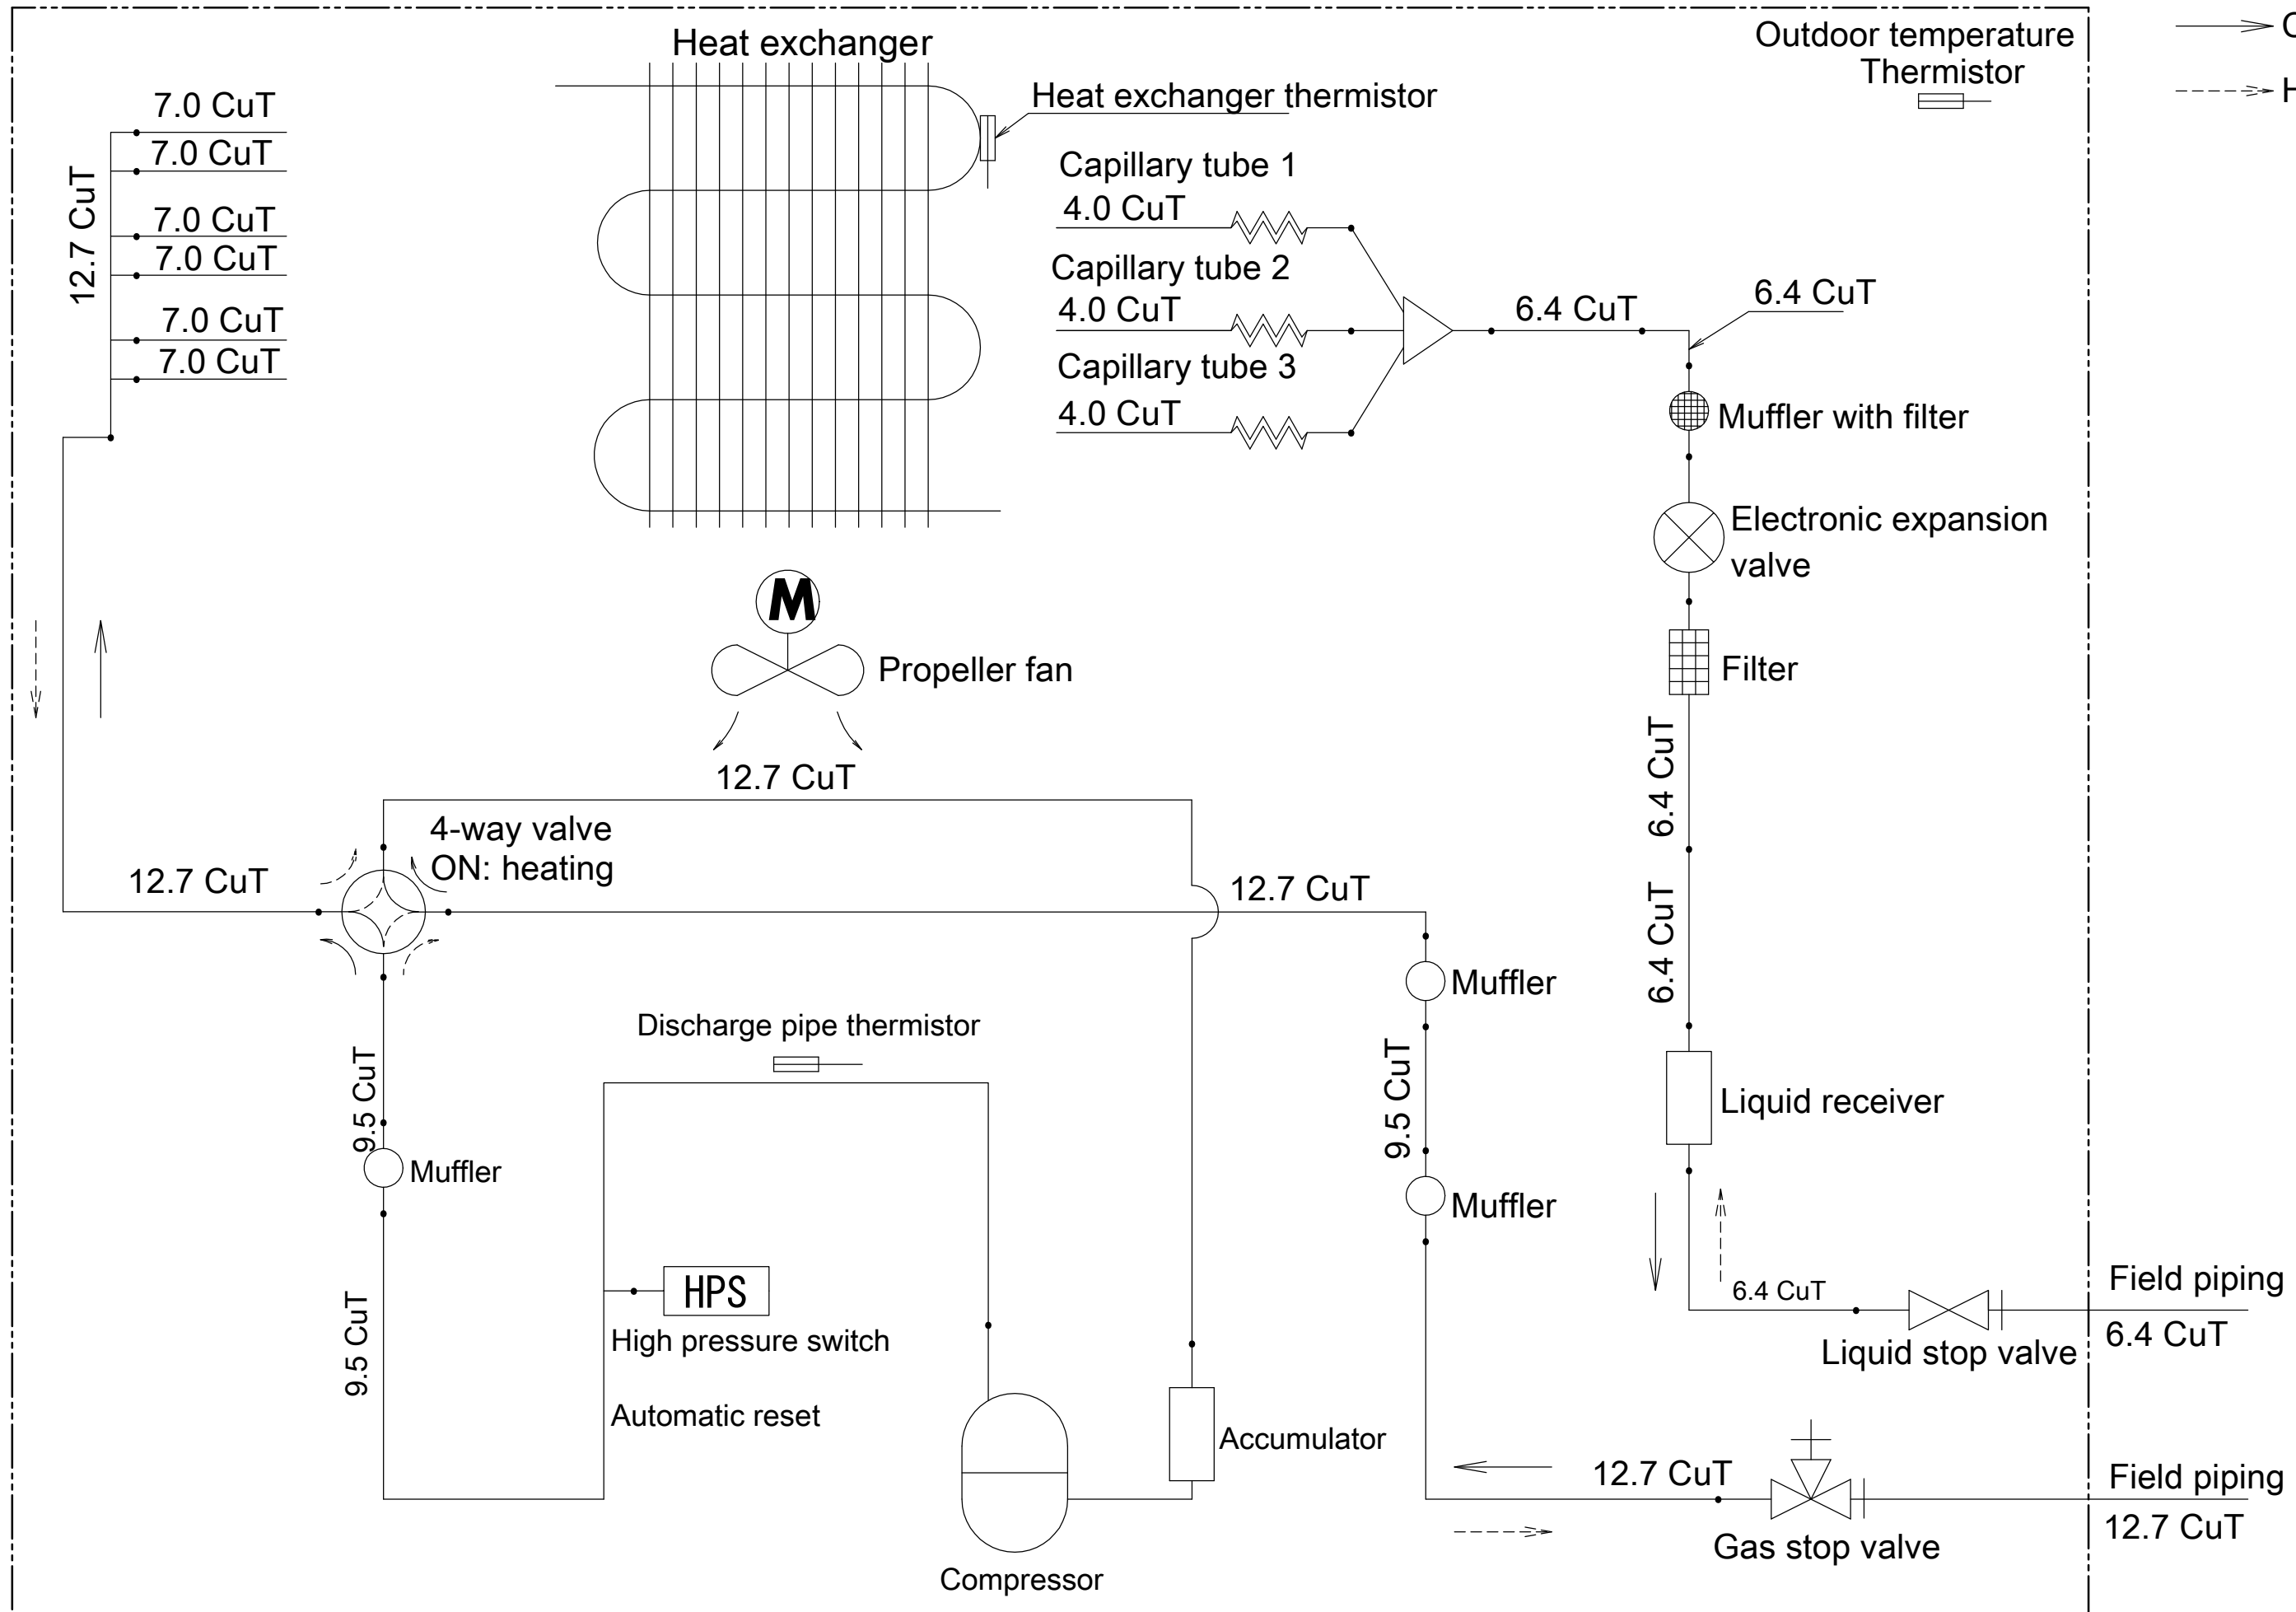 Heat exchanger
Outdoor temperature
Thermistor
C
H
Heat exchanger thermistor
7.0 CuT
7.0 CuT
7.0 CuT
7.0 CuT
7.0 CuT
7.0 CuT
12.7 CuT
Capillary tube 1
4.0 CuT
Capillary tube 2
4.0 CuT
Capillary tube 3
4.0 CuT
6.4 CuT
6.4 CuT
Muffler with filter
Electronic expansion
valve
Filter
M
Propeller fan
6.4 CuT
6.4 CuT
12.7 CuT
4-way valve
ON: heating
12.7 CuT
12.7 CuT
Muffler
9.5 CuT
Muffler
Discharge pipe thermistor
9.5 CuT
Muffler
9.5 CuT
HPS
High pressure switch
Automatic reset
Compressor
Accumulator
Liquid receiver
6.4 CuT
Liquid stop valve
Field piping
6.4 CuT
12.7 CuT
Gas stop valve
Field piping
12.7 CuT